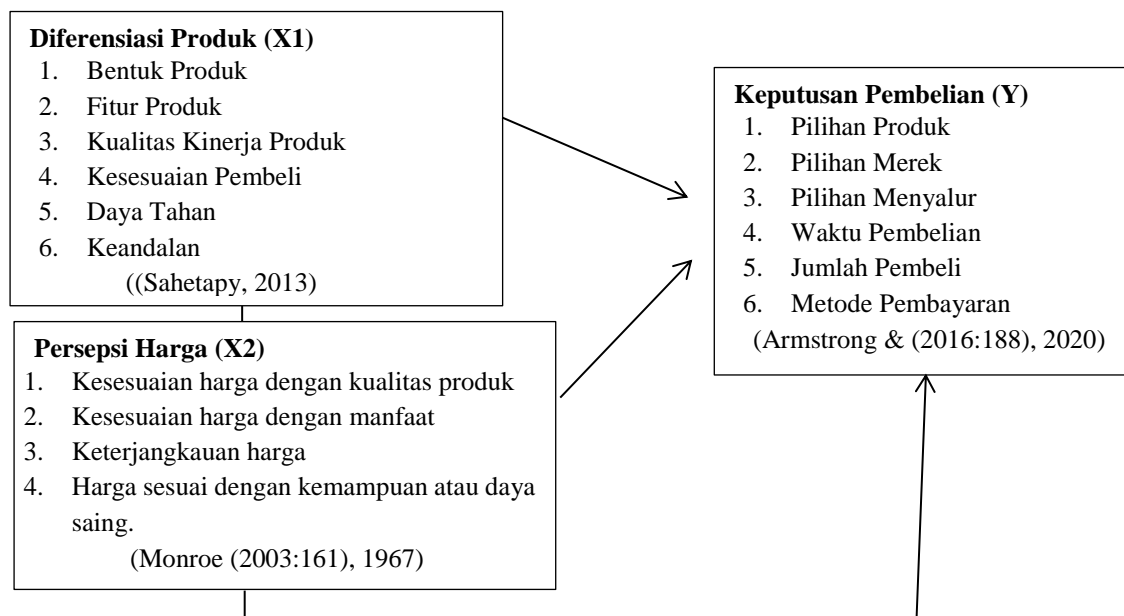 Diferensiasi Produk (X1)
1. Bentuk Produk
2. Fitur Produk
3. Kualitas Kinerja Produk
4. Kesesuaian Pembeli
5. Daya Tahan
6. Keandalan
((Sahetapy, 2013)
Persepsi Harga (X2)
1. Kesesuaian harga dengan kualitas produk
2. Kesesuaian harga dengan manfaat
3. Keterjangkauan harga
4. Harga sesuai dengan kemampuan atau daya
saing.
(Monroe (2003:161), 1967)
Keputusan Pembelian (Y)
1. Pilihan Produk
2. Pilihan Merek
3. Pilihan Menyalur
4. Waktu Pembelian
5. Jumlah Pembeli
6. Metode Pembayaran
(Armstrong & (2016:188), 2020)